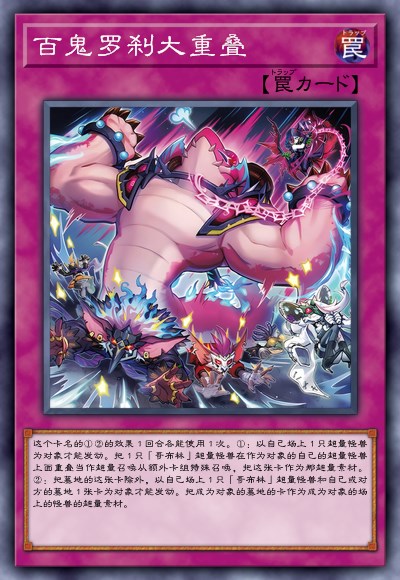 百鬼罗刹大重叠
罠
トラップ
【罠カード】
トラップ
这个卡名的①②的效果1回合各能使用1次。①：以自己场上1只超量怪兽
为对象才能发动。把1只「哥布林」超量怪兽在作为对象的自己的超量怪兽
上面重叠当作超量召唤从额外卡组特殊召唤，把这张卡作为那超量素材。
②：把墓地的这张卡除外，以自己场上1只「哥布林」超量怪兽和自己或对
方的墓地1张卡为对象才能发动。把成为对象的墓地的卡作为成为对象的场
上的怪兽的超量素材。